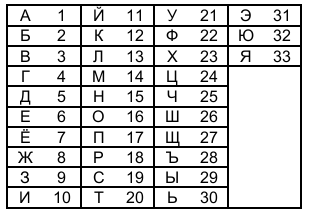 А 1 Й 11 У 21 Э 31
Б 2 К 12 Ф 22 Ю 32
В 3 Л 13 Х 23 Я 33
Г 4 М 14 Ц 24
Д 5 Н 15 Ч 25
Е 6 О 16 Ш 26
Ё 7 П 17 Щ 27
Ж 8 Р 18 Ъ 28
З 9 С 19 Ы 29
И 10 Т 20 Ь 30